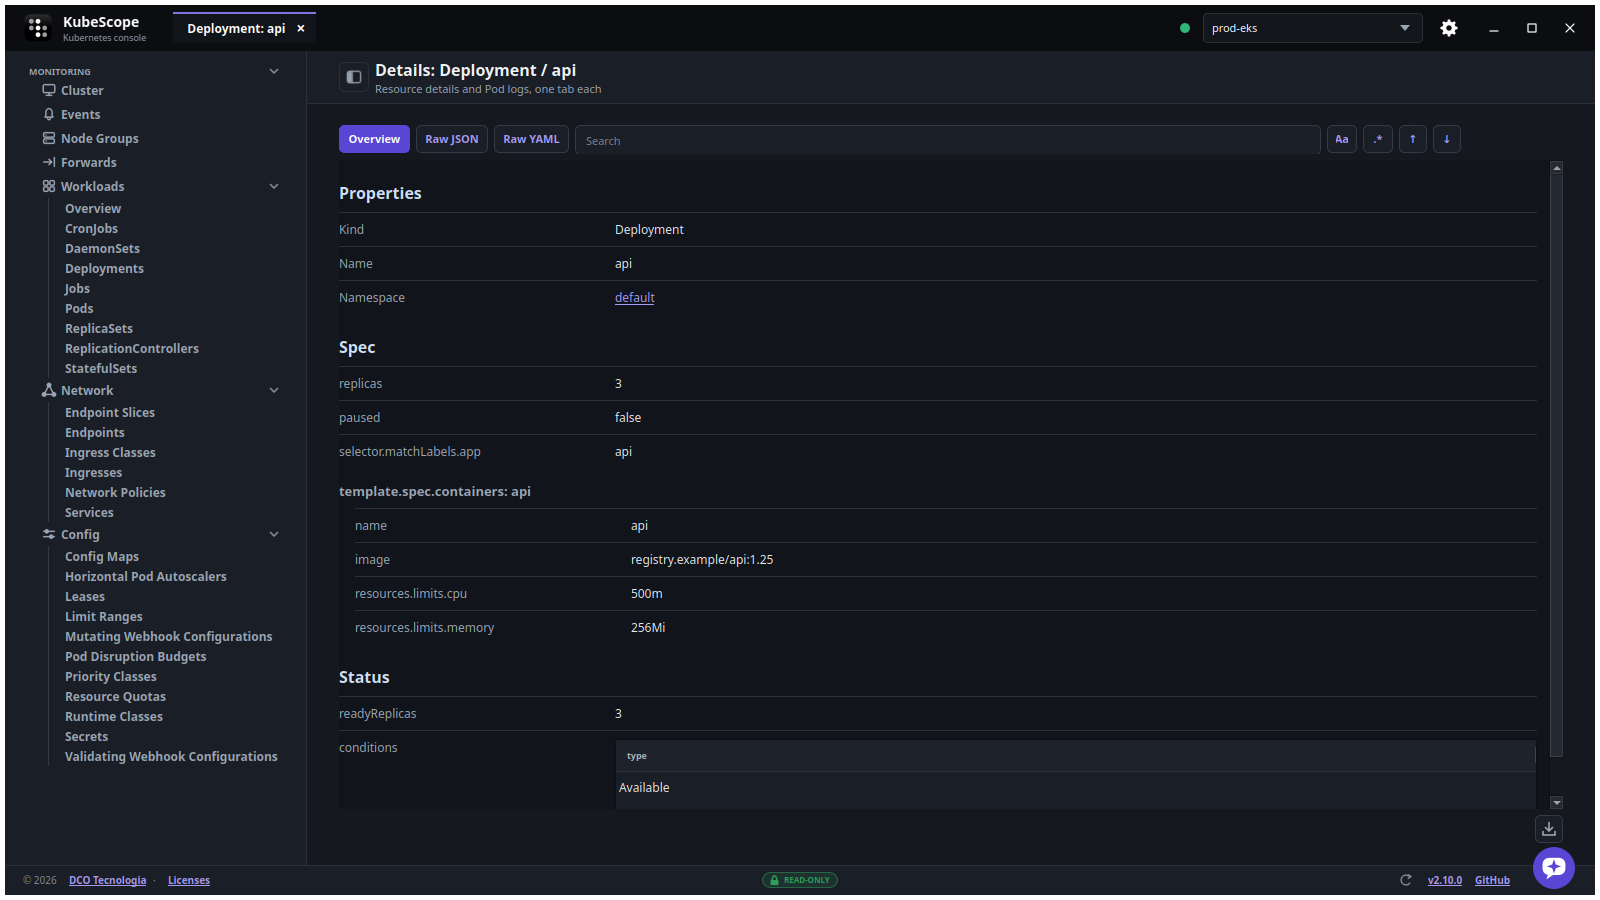 KubeScope
Kubernetes console
Deployment: api ×
prod-eks
MONITORING
Cluster
Events
Node Groups
Forwards
Workloads
Overview
CronJobs
DaemonSets
Deployments
Jobs
Pods
ReplicaSets
ReplicationControllers
StatefulSets
Network
Endpoint Slices
Endpoints
Ingress Classes
Ingresses
Network Policies
Services
Config
Config Maps
Horizontal Pod Autoscalers
Leases
Limit Ranges
Mutating Webhook Configurations
Pod Disruption Budgets
Priority Classes
Resource Quotas
Runtime Classes
Secrets
Validating Webhook Configurations
Details: Deployment / api
Resource details and Pod logs, one tab each
Overview Raw JSON Raw YAML Search Aa .* ↑ ↓
Properties
Kind Deployment
Name api
Namespace default
Spec
replicas 3
paused false
selector.matchLabels.app api
template.spec.containers: api
name api
image registry.example/api:1.25
resources.limits.cpu 500m
resources.limits.memory 256Mi
Status
readyReplicas 3
conditions type
Available
© 2026 DCO Tecnologia · Licenses
READ-ONLY
v2.10.0 GitHub